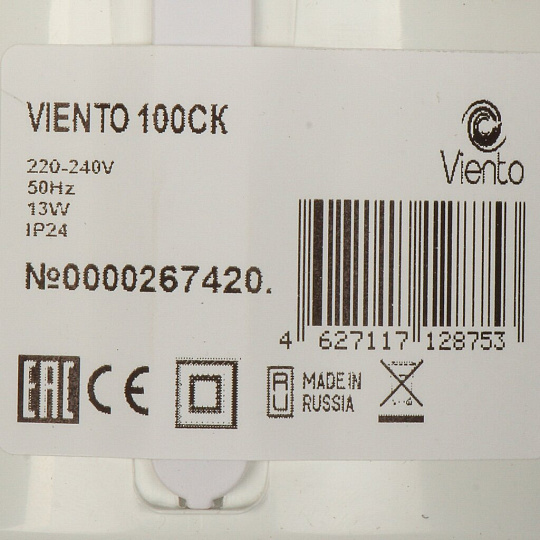 VIENTO 100CK
Viento
220-240V
50Hz
13W
IP24
№0000267420.
4 627117 128753
EAC CE
RU
MADE IN
RUSSIA